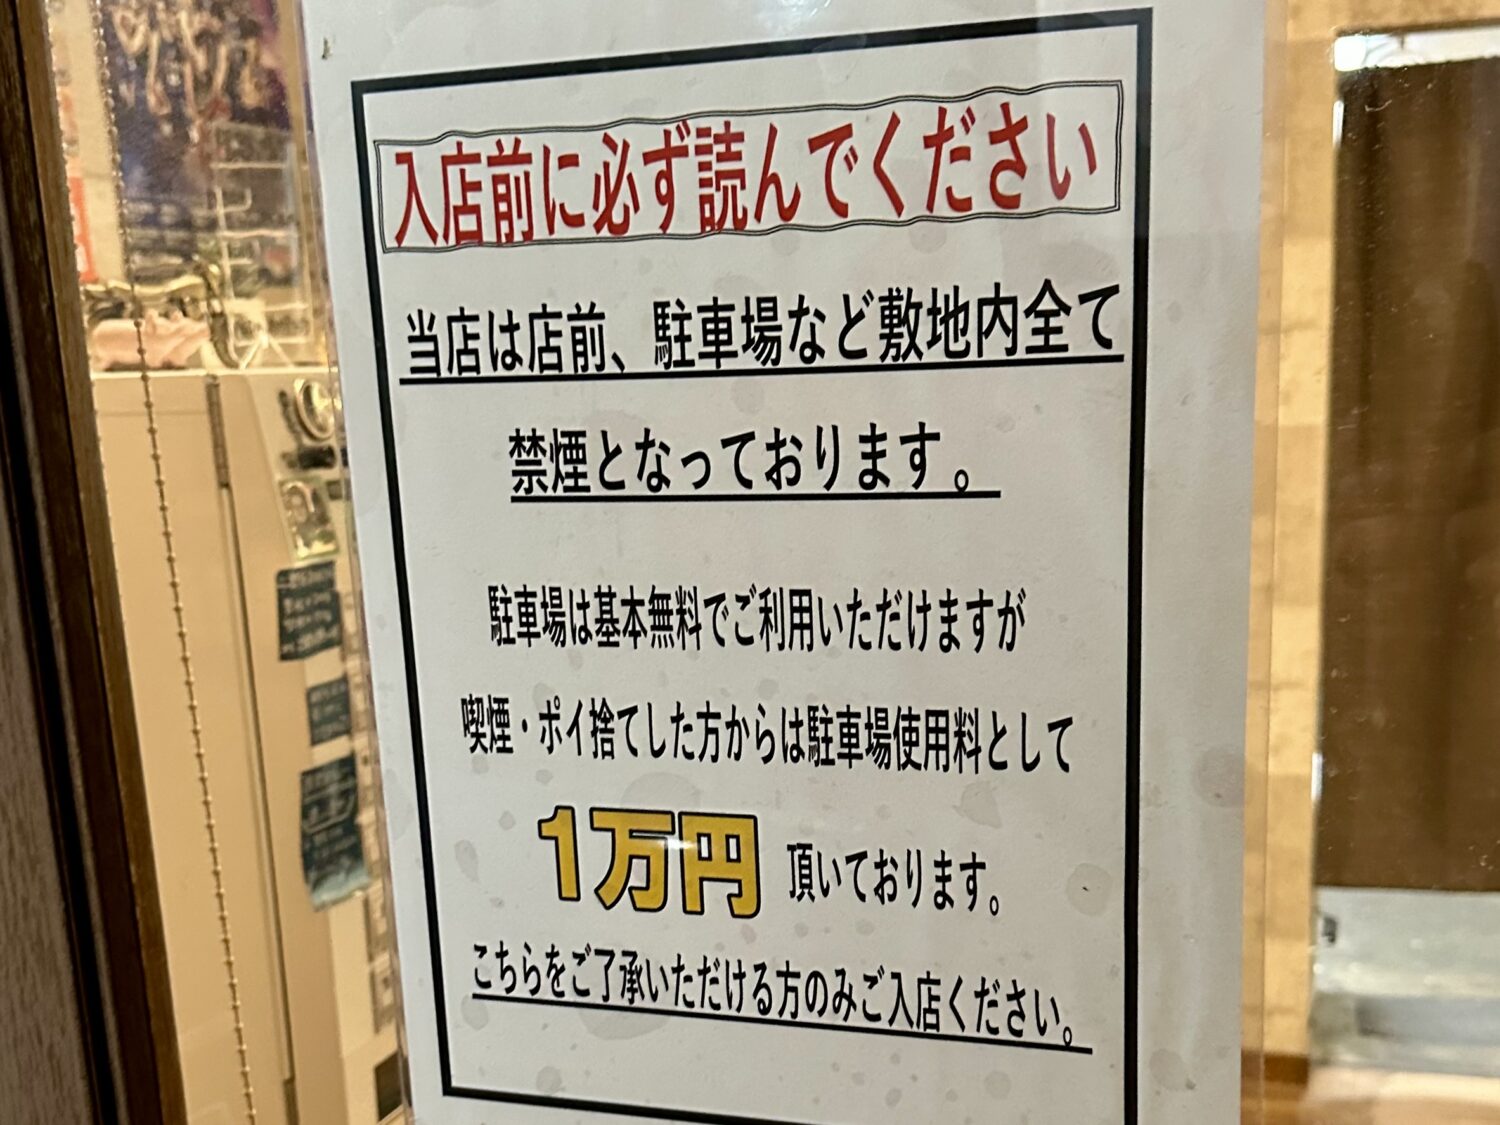 入店前に必ず読んでください
当店は店前、駐車場など敷地内全て
禁煙となっております。
駐車場は基本無料でご利用いただけますが
喫煙・ポイ捨てした方からは駐車場使用料として
1万円 頂いております。
こちらをご了承いただける方のみご入店ください。